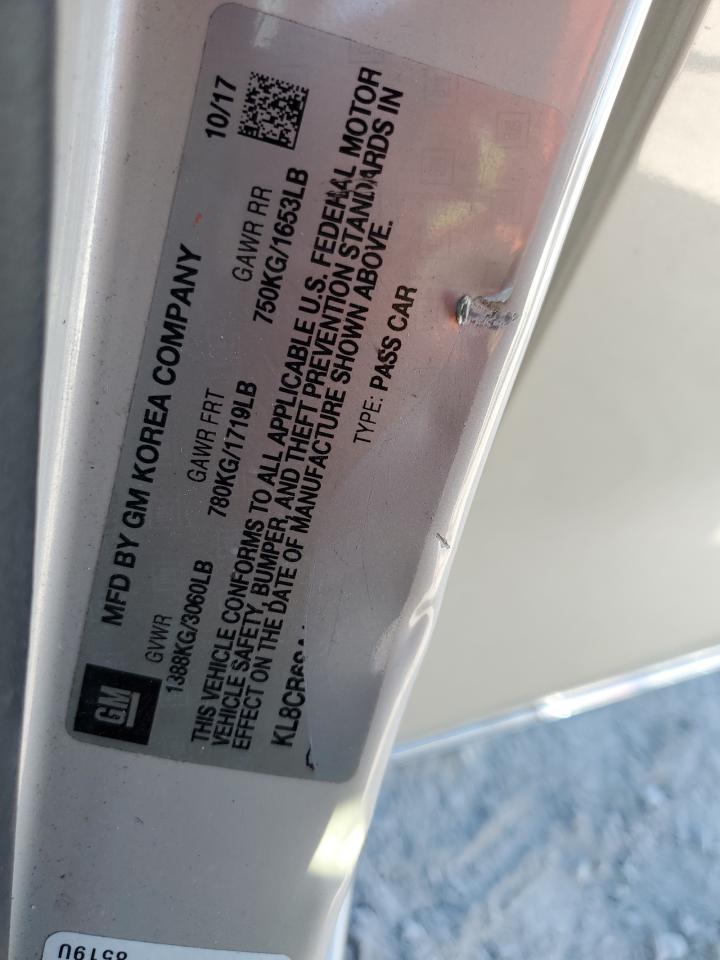 MFD BY GM KOREA COMPANY
10/17
GM
GVWR
GAWR FRT
GAWR RR
1388KG/3060LB
780KG/1719LB
750KG/1653LB
THIS VEHICLE CONFORMS TO ALL APPLICABLE U.S. FEDERAL MOTOR
VEHICLE SAFETY, BUMPER, AND THEFT PREVENTION STANDARDS IN
EFFECT ON THE DATE OF MANUFACTURE SHOWN ABOVE.
TYPE: PASS CAR
8519U